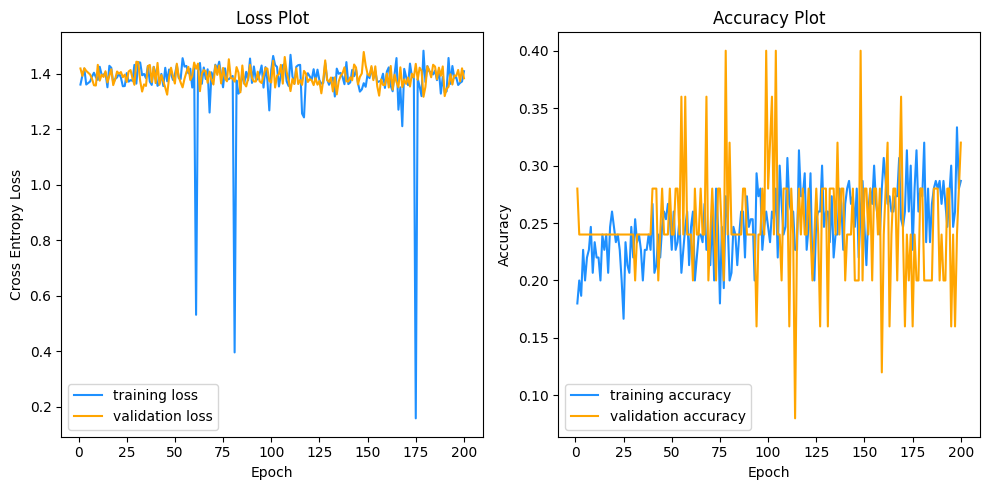 Loss Plot
Cross Entropy Loss
1.4
1.2
1.0
0.8
0.6
0.4
0.2
training loss
validation loss
0 25 50 75 100 125 150 175 200
Epoch
Accuracy Plot
Accuracy
0.40
0.35
0.30
0.25
0.20
0.15
0.10
training accuracy
validation accuracy
0 25 50 75 100 125 150 175 200
Epoch